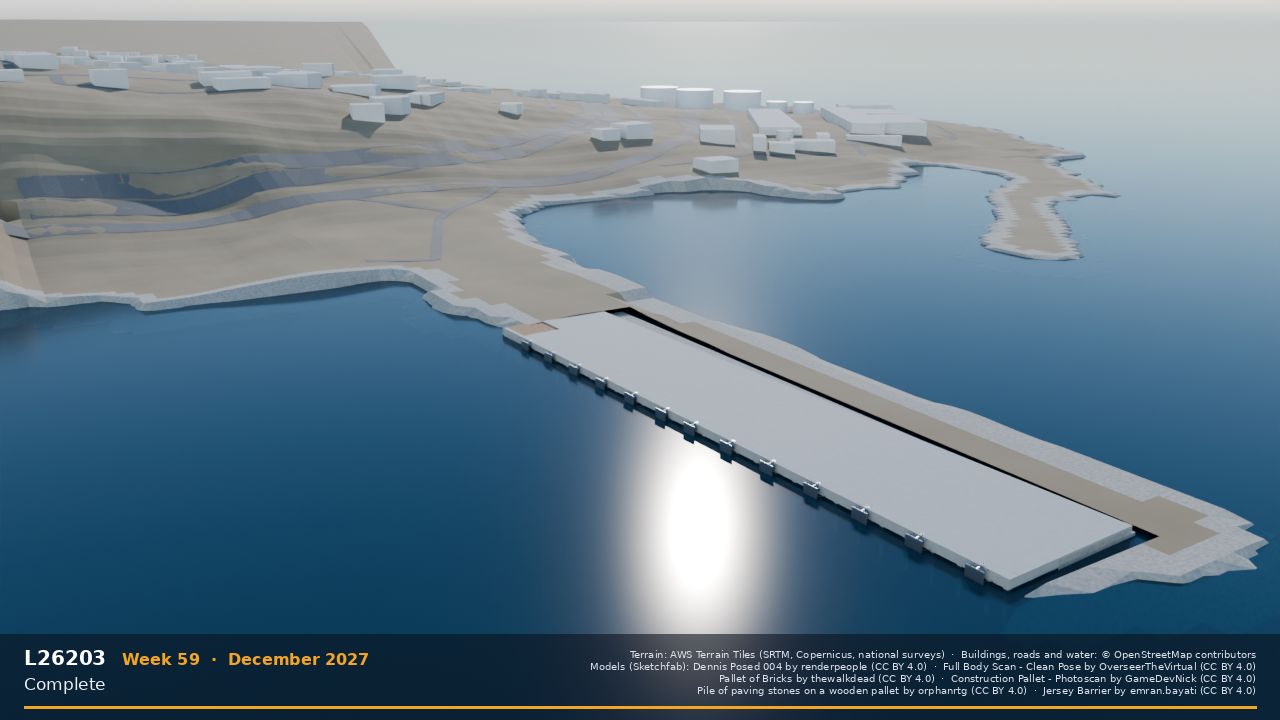 L26203 Week 59 · December 2027
Complete
Terrain: AWS Terrain Tiles (SRTM, Copernicus, national surveys) · Buildings, roads and water: © OpenStreetMap contributors
Models (Sketchfab): Dennis Posed 004 by renderpeople (CC BY 4.0) · Full Body Scan - Clean Pose by OverseerTheVirtual (CC BY 4.0)
Pallet of Bricks by thewalkdead (CC BY 4.0) · Construction Pallet - Photoscan by GameDevNick (CC BY 4.0)
Pile of paving stones on a wooden pallet by orphanrtg (CC BY 4.0) · Jersey Barrier by emran.bayati (CC BY 4.0)